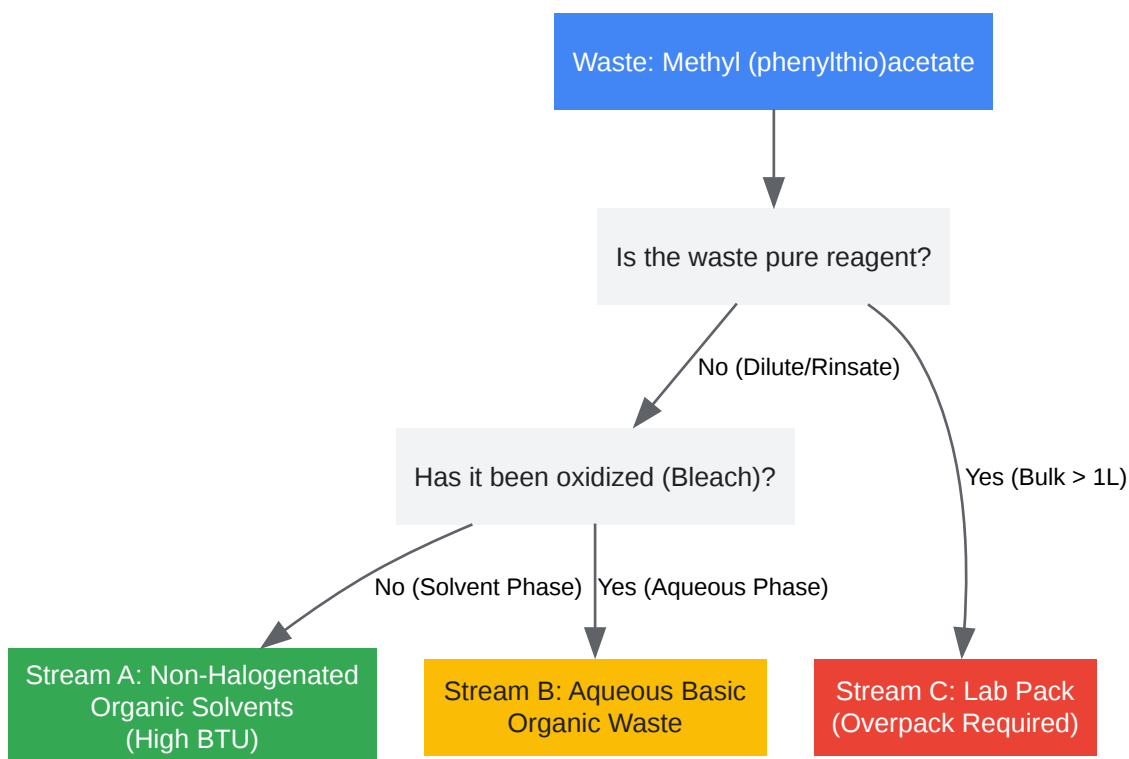 Waste: Methyl (phenylthio)acetate
Is the waste pure reagent?
No (Dilute/Rinsate)
Has it been oxidized (Bleach)?
Yes (Bulk > 1L)
No (Solvent Phase)
Yes (Aqueous Phase)
Stream A: Non-Halogenated
Organic Solvents
(High BTU)
Stream B: Aqueous Basic
Organic Waste
Stream C: Lab Pack
(Overpack Required)